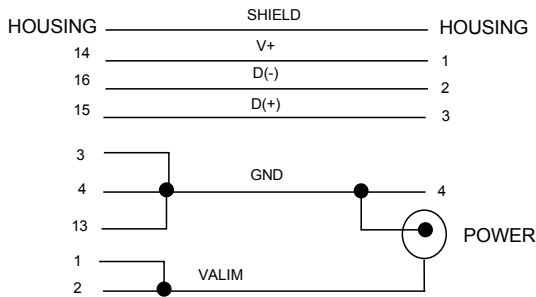 SHIELD
HOUSING HOUSING
14 V+ 1
16 D(-) 2
15 D(+) 3
3
4 GND 4
13
POWER
1
2 VALIM